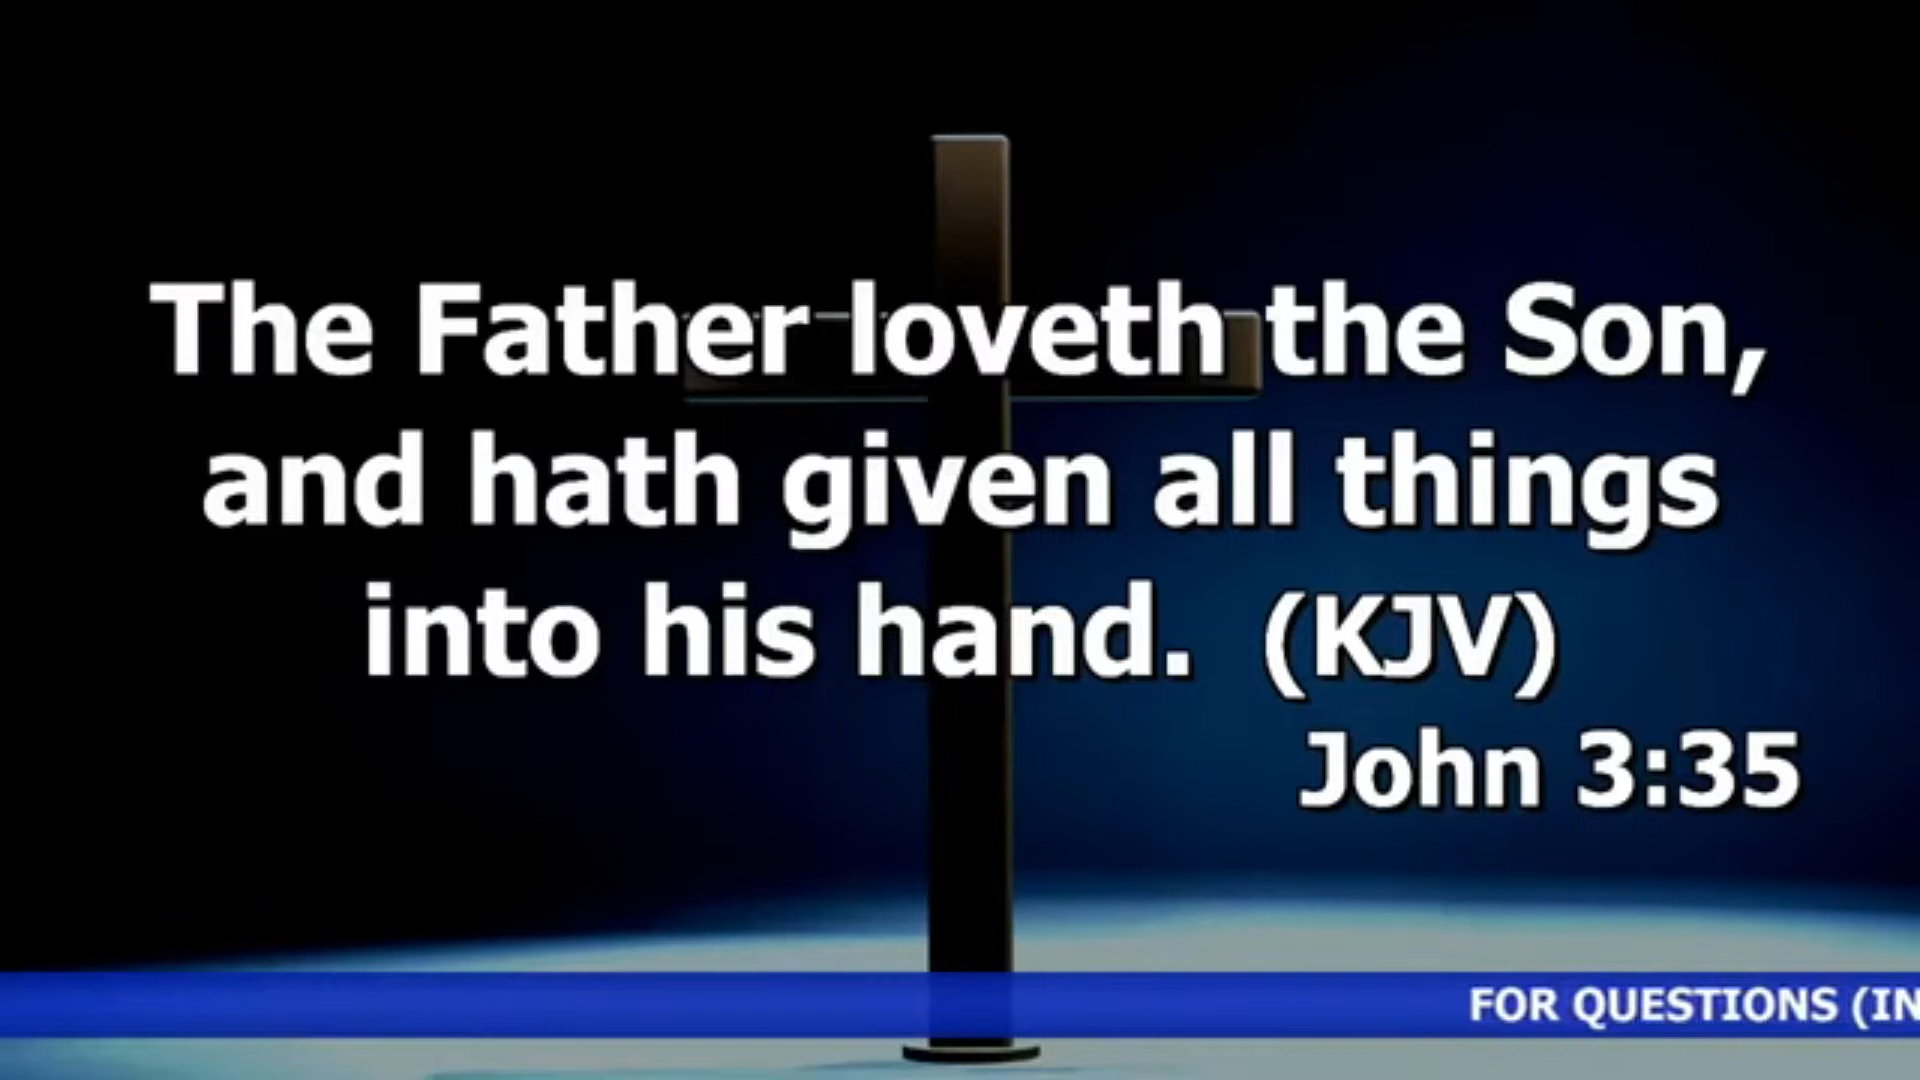 The Father loveth the Son,
and hath given all things
into his hand. (KJV)
John 3:35
FOR QUESTIONS (IN